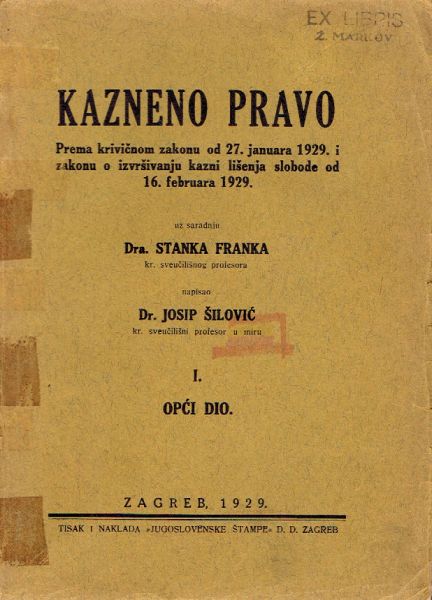 EX LIBRIS
Ž. MARKOV
KAZNENO PRAVO
Prema krivičnom zakonu od 27. januara 1929. i
zakonu o izvršivanju kazni lišenja slobode od
16. februara 1929.
uz saradnju
Dra. STANKA FRANKA
kr. sveučilišnog profesora
napisao
Dr. JOSIP ŠILOVIĆ
kr. sveučilišni profesor u miru
I.
OPĆI DIO.
ZAGREB, 1929.
TISAK I NAKLADA »JUGOSLOVENSKE ŠTAMPE« D. D. ZAGREB